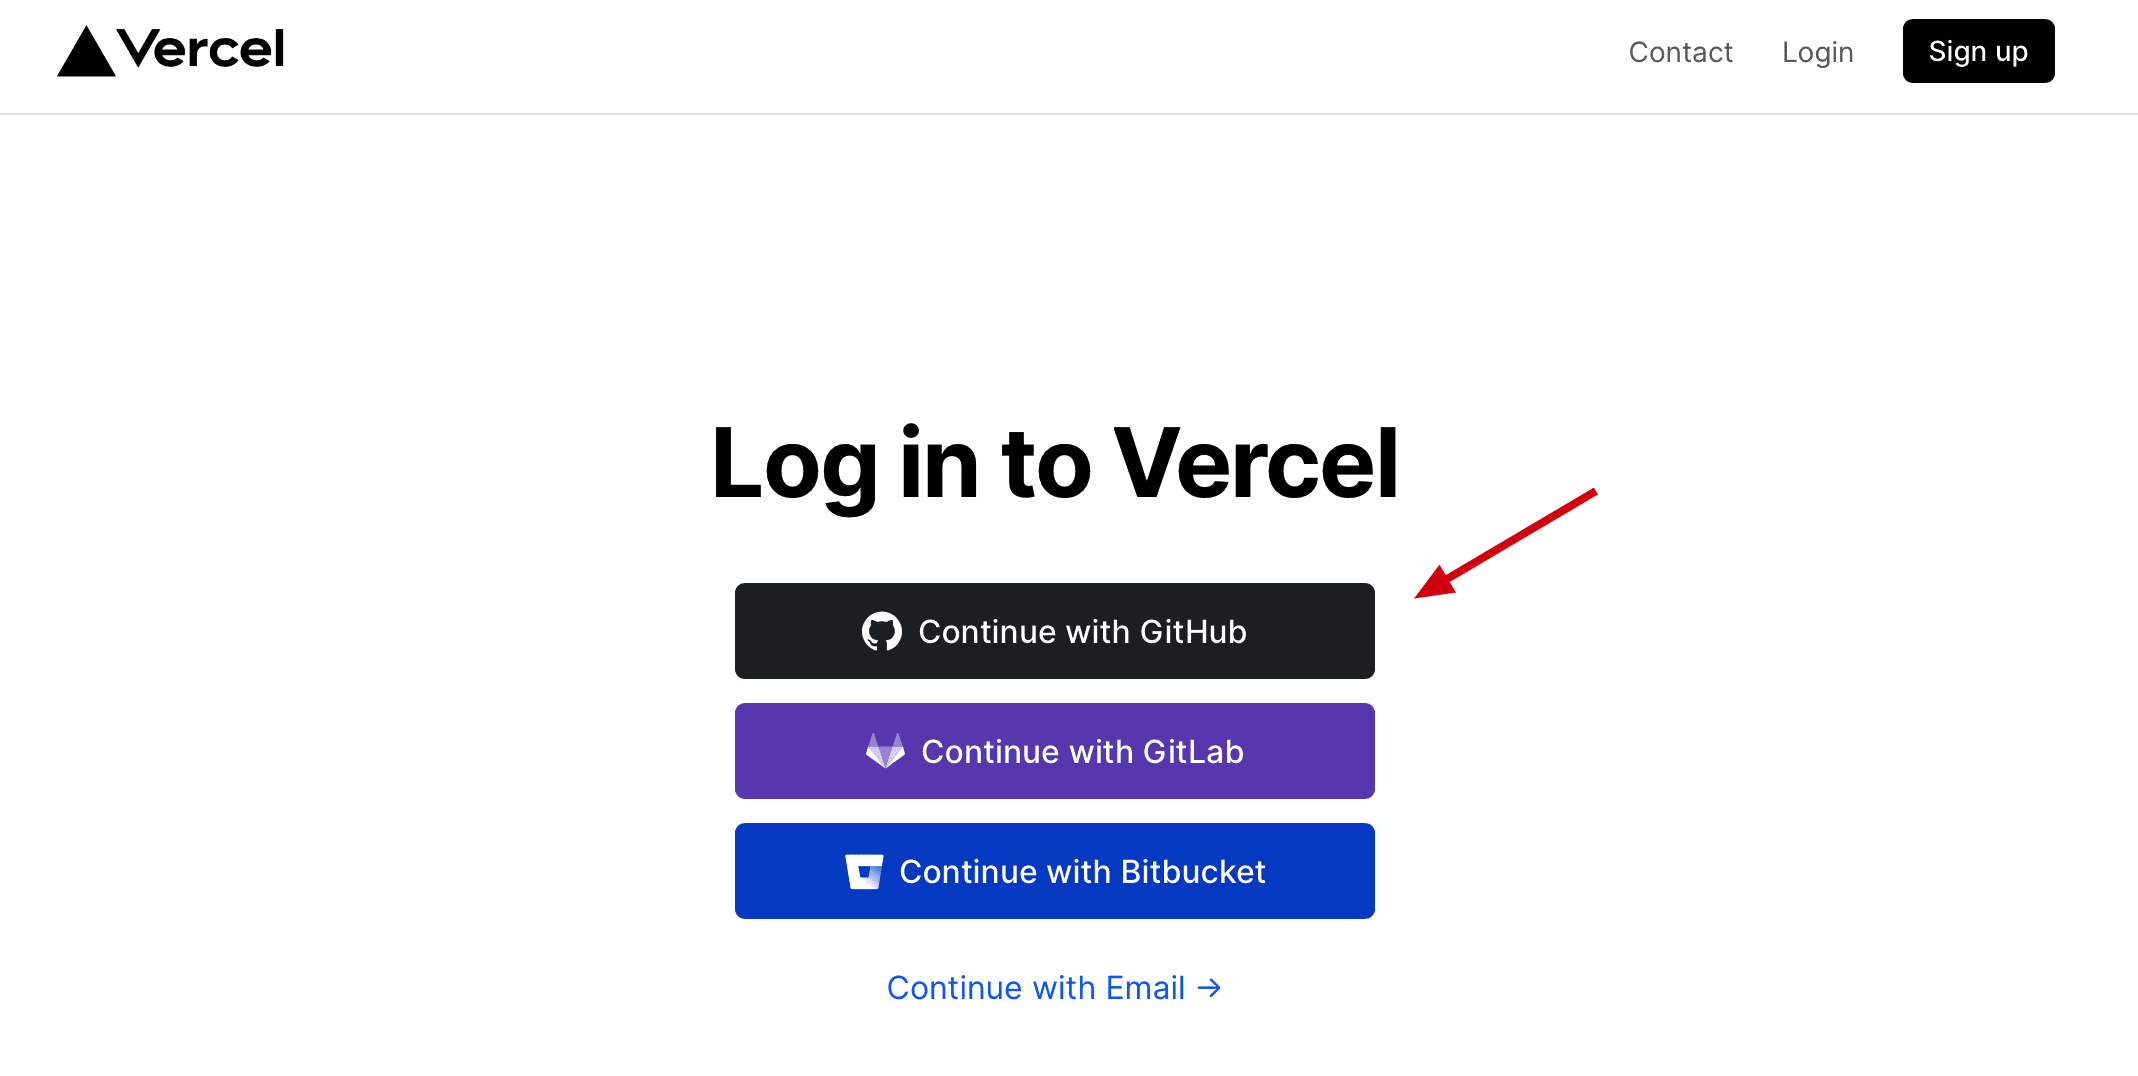 Vercel
Contact
Login
Sign up
Log in to Vercel
Continue with GitHub
Continue with GitLab
Continue with Bitbucket
Continue with Email →